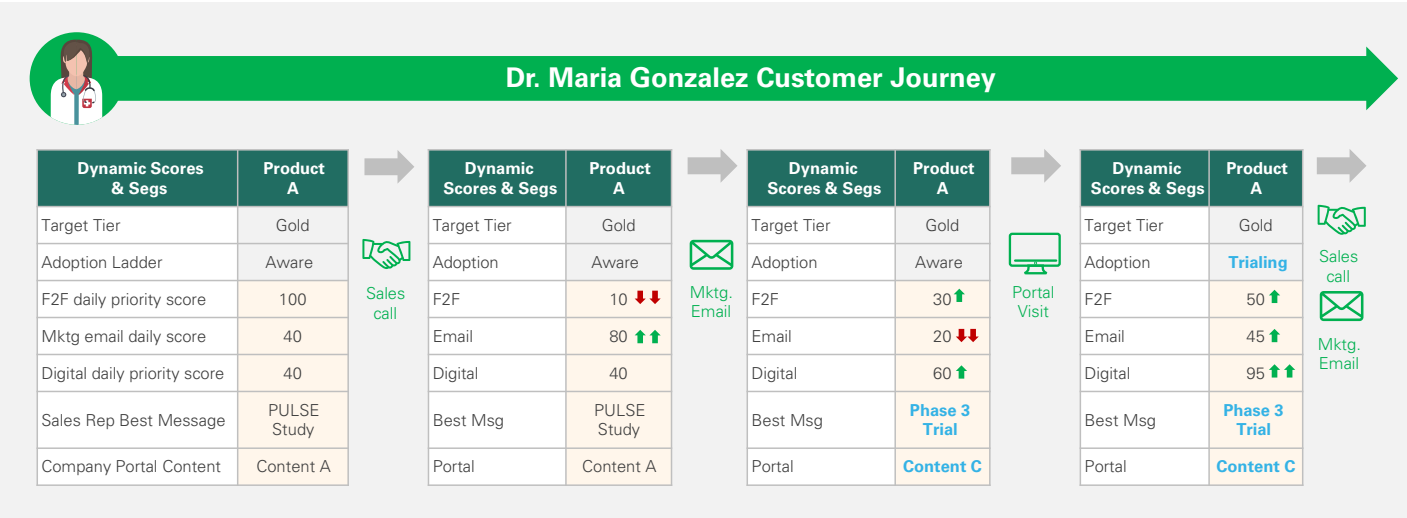 Dr. Maria Gonzalez Customer Journey
Dynamic Scores
& Segs
Product
A
Target Tier
Gold
Adoption Ladder
Aware
F2F daily priority score
100
Mktg email daily score
40
Digital daily priority score
40
Sales Rep Best Message
PULSE
Study
Company Portal Content
Content A
Sales
call
Dynamic
Scores & Segs
Product
A
Target Tier
Gold
Adoption
Aware
F2F
10
Email
80
Digital
40
Best Msg
PULSE
Study
Portal
Content A
Mktg.
Email
Dynamic
Scores & Segs
Product
A
Target Tier
Gold
Adoption
Aware
F2F
30
Email
20
Digital
60
Best Msg
Phase 3
Trial
Portal
Content C
Portal
Visit
Dynamic
Scores & Segs
Product
A
Target Tier
Gold
Adoption
Trialing
F2F
50
Email
45
Digital
95
Best Msg
Phase 3
Trial
Portal
Content C
Sales
call
Mktg.
Email